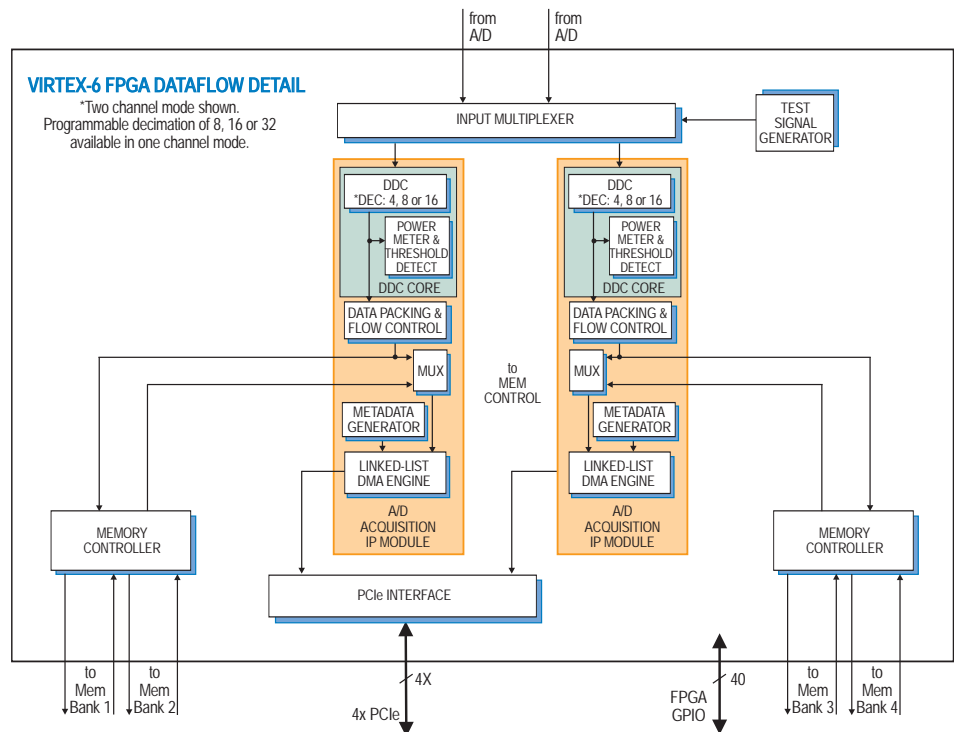 from
A/D
from
A/D
VIRTEX-6 FPGA DATAFLOW DETAIL
*Two channel mode shown.
Programmable decimation of 8, 16 or 32
available in one channel mode.
INPUT MULTIPLEXER
TEST
SIGNAL
GENERATOR
DDC
*DEC: 4, 8 or 16
POWER
METER &
THRESHOLD
DETECT
DDC CORE
DATA PACKING &
FLOW CONTROL
MUX
METADATA
GENERATOR
LINKED-LIST
DMA ENGINE
A/D
ACQUISITION
IP MODULE
to
MEM
CONTROL
DDC
*DEC: 4, 8 or 16
POWER
METER &
THRESHOLD
DETECT
DDC CORE
DATA PACKING &
FLOW CONTROL
MUX
METADATA
GENERATOR
LINKED-LIST
DMA ENGINE
A/D
ACQUISITION
IP MODULE
MEMORY
CONTROLLER
MEMORY
CONTROLLER
PCIe INTERFACE
to
Mem
Bank 1
to
Mem
Bank 2
4X
4x PCIe
40
FPGA
GPIO
to
Mem
Bank 3
to
Mem
Bank 4